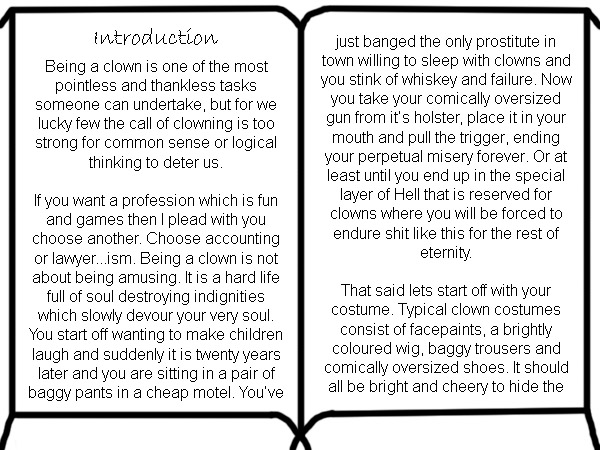 Introduction
Being a clown is one of the most
pointless and thankless tasks
someone can undertake, but for we
lucky few the call of clowning is too
strong for common sense or logical
thinking to deter us.
If you want a profession which is fun
and games then I plead with you
choose another. Choose accounting
or lawyer...ism. Being a clown is not
about being amusing. It is a hard life
full of soul destroying indignities
which slowly devour your very soul.
You start off wanting to make children
laugh and suddenly it is twenty years
later and you are sitting in a pair of
baggy pants in a cheap motel. You've
just banged the only prostitute in
town willing to sleep with clowns and
you stink of whiskey and failure. Now
you take your comically oversized
gun from it's holster, place it in your
mouth and pull the trigger, ending
your perpetual misery forever. Or at
least until you end up in the special
layer of Hell that is reserved for
clowns where you will be forced to
endure shit like this for the rest of
eternity.
That said lets start off with your
costume. Typical clown costumes
consist of facepaints, a brightly
coloured wig, baggy trousers and
comically oversized shoes. It should
all be bright and cheery to hide the